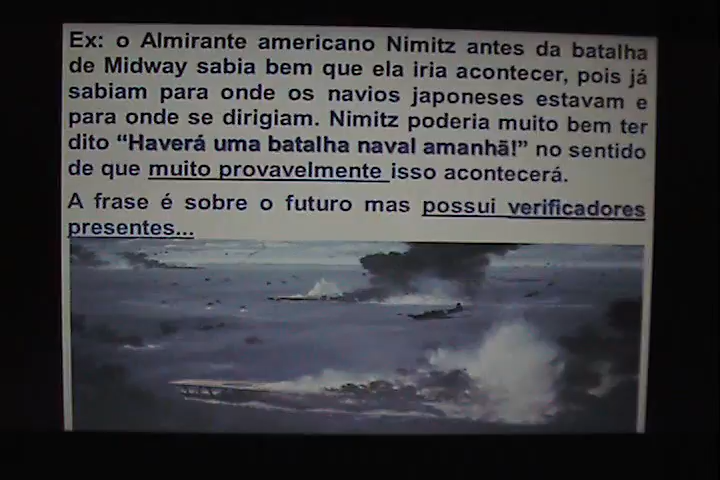 Ex: o Almirante americano Nimitz antes da batalha
de Midway sabia bem que ela iria acontecer, pois já
sabiam para onde os navios japoneses estavam e
para onde se dirigiam. Nimitz poderia muito bem ter
dito “Haverá uma batalha naval amanhã!” no sentido
de que muito provavelmente isso acontecerá.
A frase é sobre o futuro mas possui verificadores
presentes...